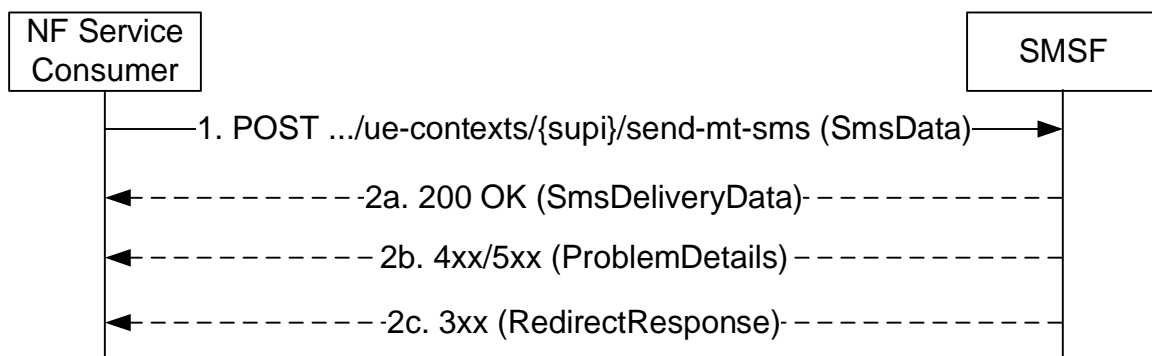 NF Service
Consumer
SMSF
1. POST .../ue-contexts/{supi}/send-mt-sms (SmsData)
2a. 200 OK (SmsDeliveryData)
2b. 4xx/5xx (ProblemDetails)
2c. 3xx (RedirectResponse)